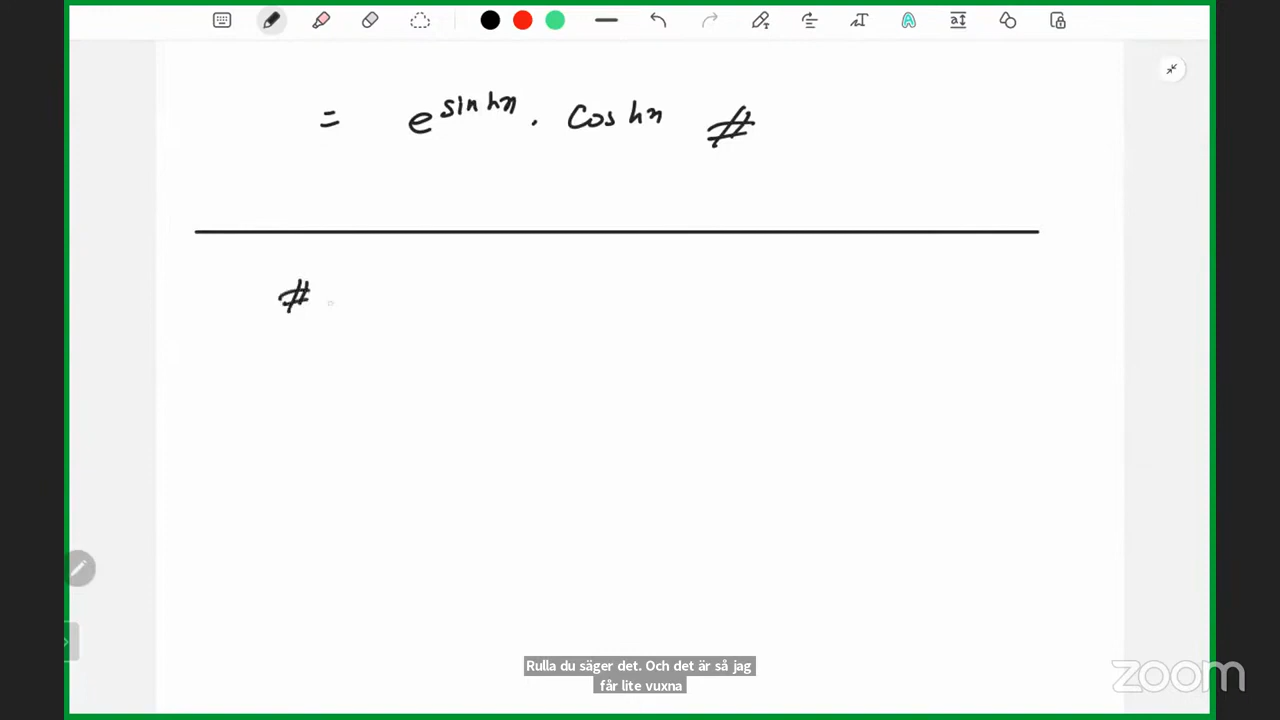 = e^sinhx . coshx #
#
Rulla du säger det. Och det är så jag
får lite vuxna
zoom